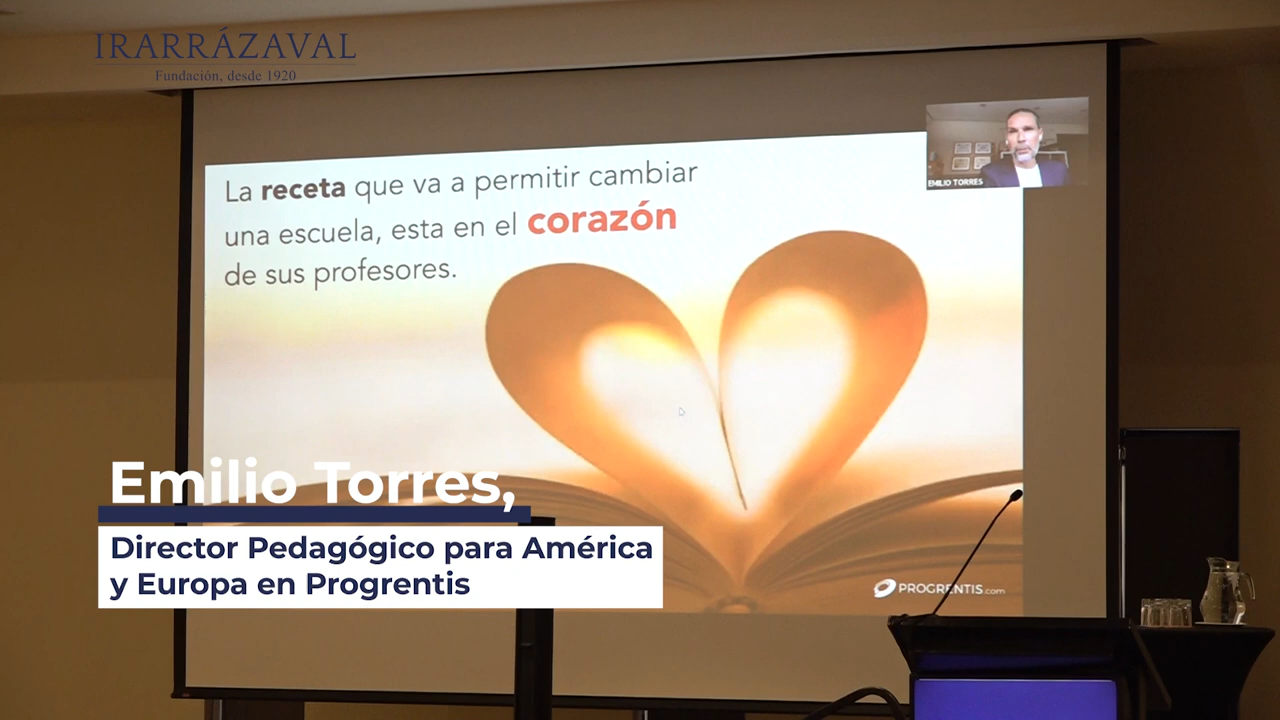 IRARRÁZAVAL
Fundación, desde 1920
EMILIO TORRES
La receta que va a permitir cambiar
una escuela, esta en el corazón
de sus profesores.
Emilio Torres,
Director Pedagógico para América
y Europa en Progrentis
PROGRENTIS.com